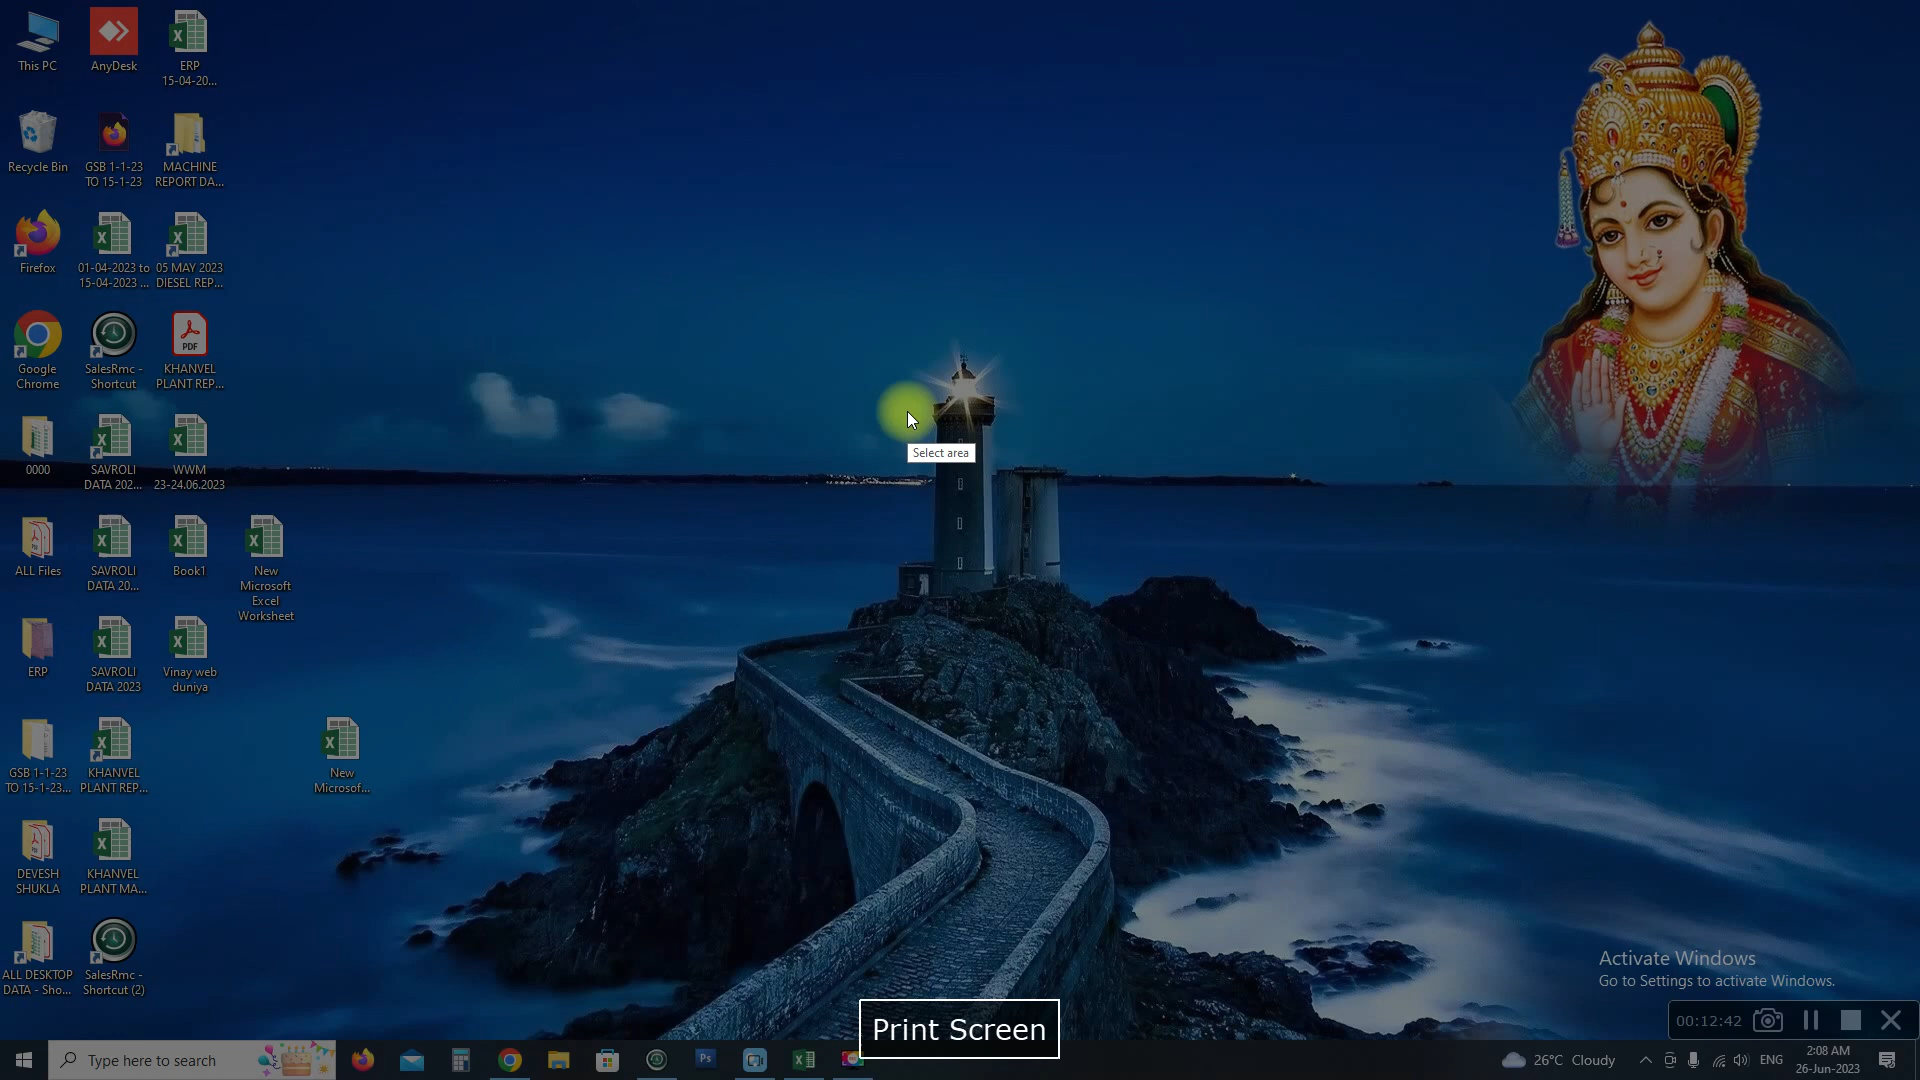 This PC
AnyDesk
ERP
15-04-20...
Recycle Bin
GSB 1-1-23
TO 15-1-23
MACHINE
REPORT DA...
Firefox
01-04-2023 to
15-04-2023 ...
05 MAY 2023
DIESEL REP...
Google
Chrome
SalesRmc -
Shortcut
PDF
KHANVEL
PLANT REP...
0000
SAVROLI
DATA 202...
WWM
23-24.06.2023
ALL Files
SAVROLI
DATA 20...
Book1
New
Microsoft
Excel
Worksheet
ERP
SAVROLI
DATA 2023
Vinay web
duniya
GSB 1-1-23
TO 15-1-23...
KHANVEL
PLANT REP...
New
Microsof...
DEVESH
SHUKLA
KHANVEL
PLANT MA...
ALL DESKTOP
DATA - Sho...
SalesRmc -
Shortcut (2)
Select area
Activate Windows
Go to Settings to activate Windows.
00:12:42
Print Screen
Type here to search
Ps
26°C Cloudy
ENG
2:08 AM
26-Jun-2023